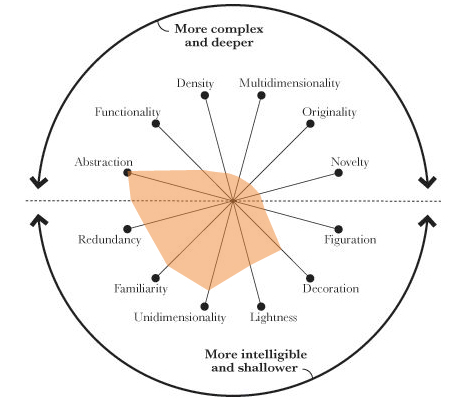 More complex
and deeper
Density
Multidimensionality
Functionality
Originality
Abstraction
Novelty
Redundancy
Figuration
Familiarity
Decoration
Unidimensionality
Lightness
More intelligible
and shallower